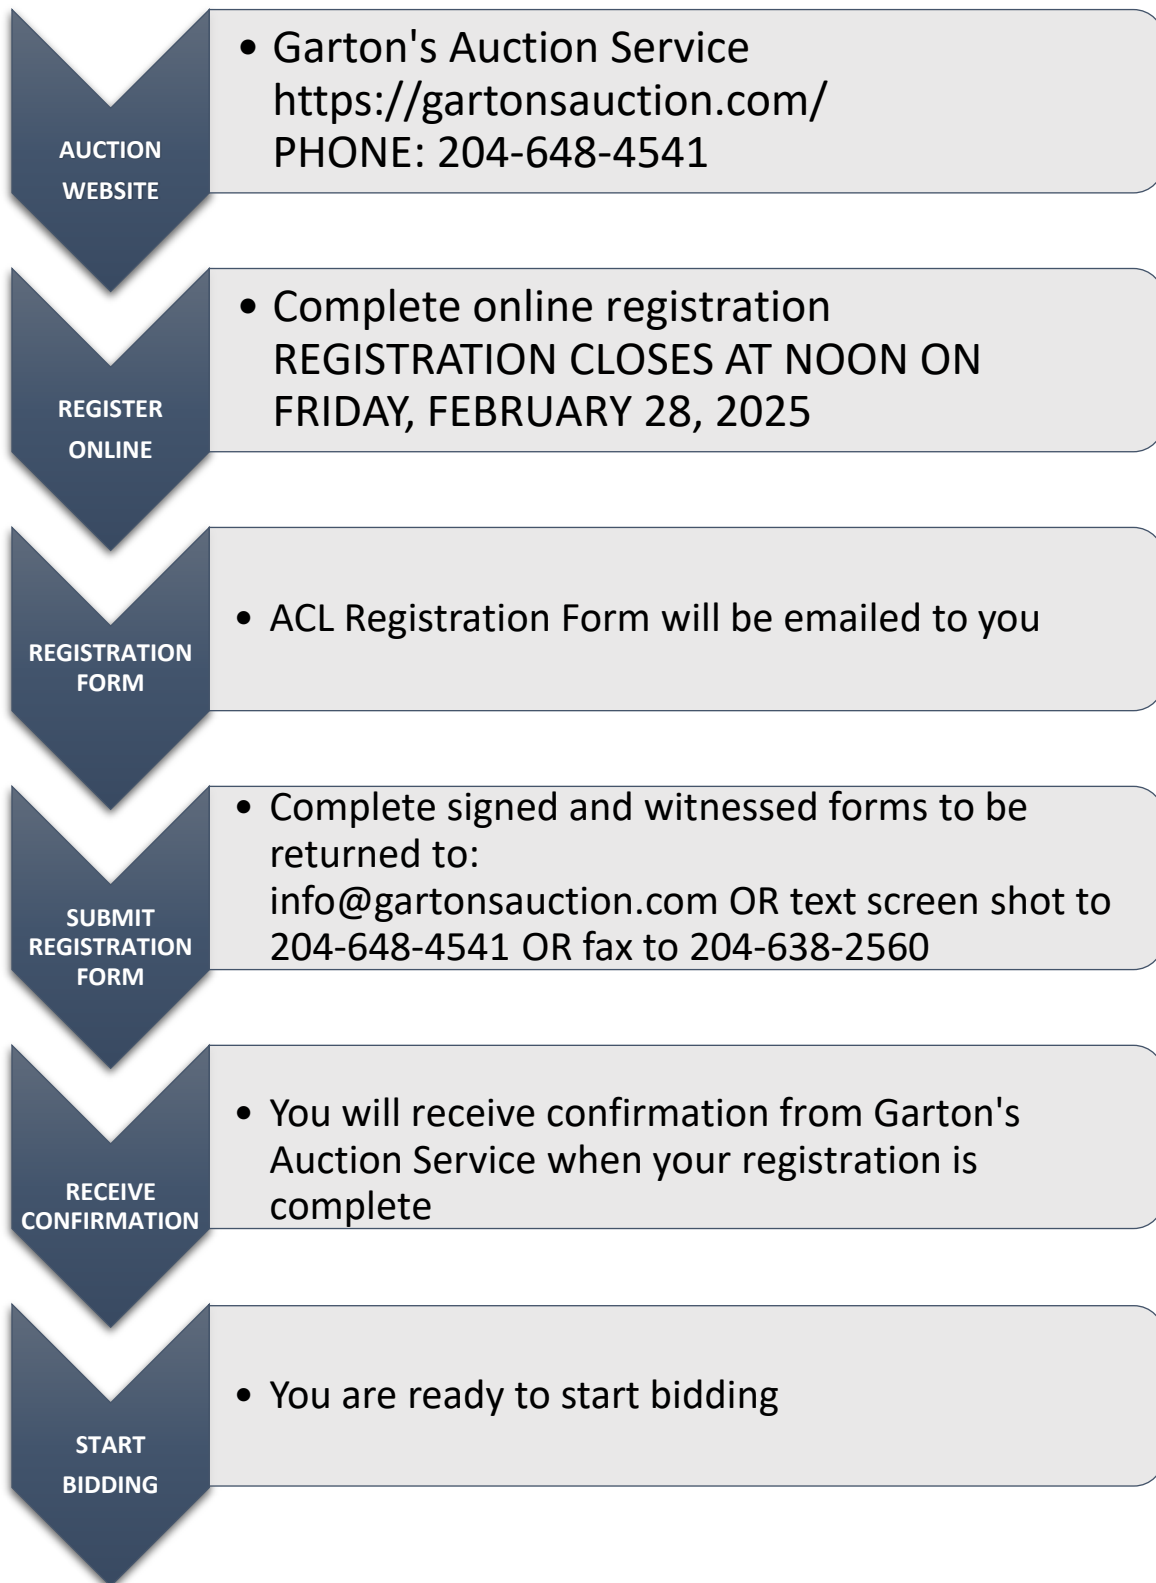 AUCTION
WEBSITE
• Garton's Auction Service
https://gartonsauction.com/
PHONE: 204-648-4541
REGISTER
ONLINE
• Complete online registration
REGISTRATION CLOSES AT NOON ON
FRIDAY, FEBRUARY 28, 2025
REGISTRATION
FORM
• ACL Registration Form will be emailed to you
SUBMIT
REGISTRATION
FORM
• Complete signed and witnessed forms to be
returned to:
info@gartonsauction.com OR text screen shot to
204-648-4541 OR fax to 204-638-2560
RECEIVE
CONFIRMATION
• You will receive confirmation from Garton's
Auction Service when your registration is
complete
START
BIDDING
• You are ready to start bidding